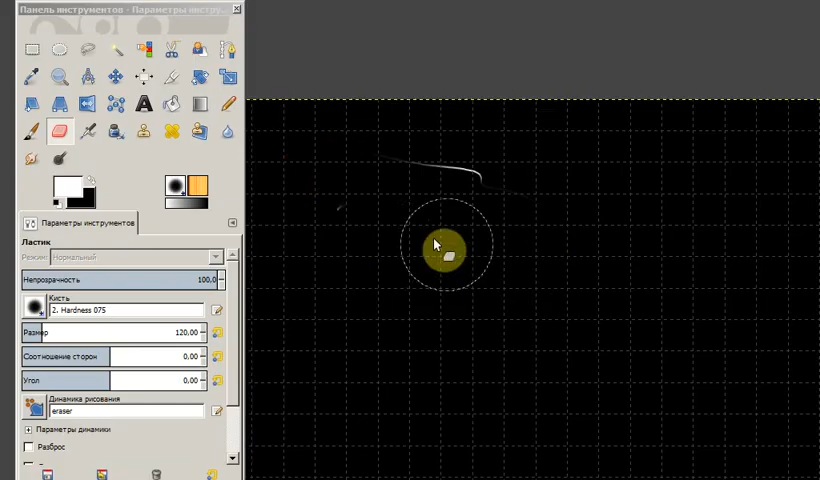 Панель инструментов - Параметры инстру...
Параметры инструментов
Ластик
Режим: Нормальный
Непрозрачность 100,0
Кисть
2. Hardness 075
Размер 120,00
Соотношение сторон 0,00
Угол 0,00
Динамика рисования
eraser
Параметры динамики
Разброс